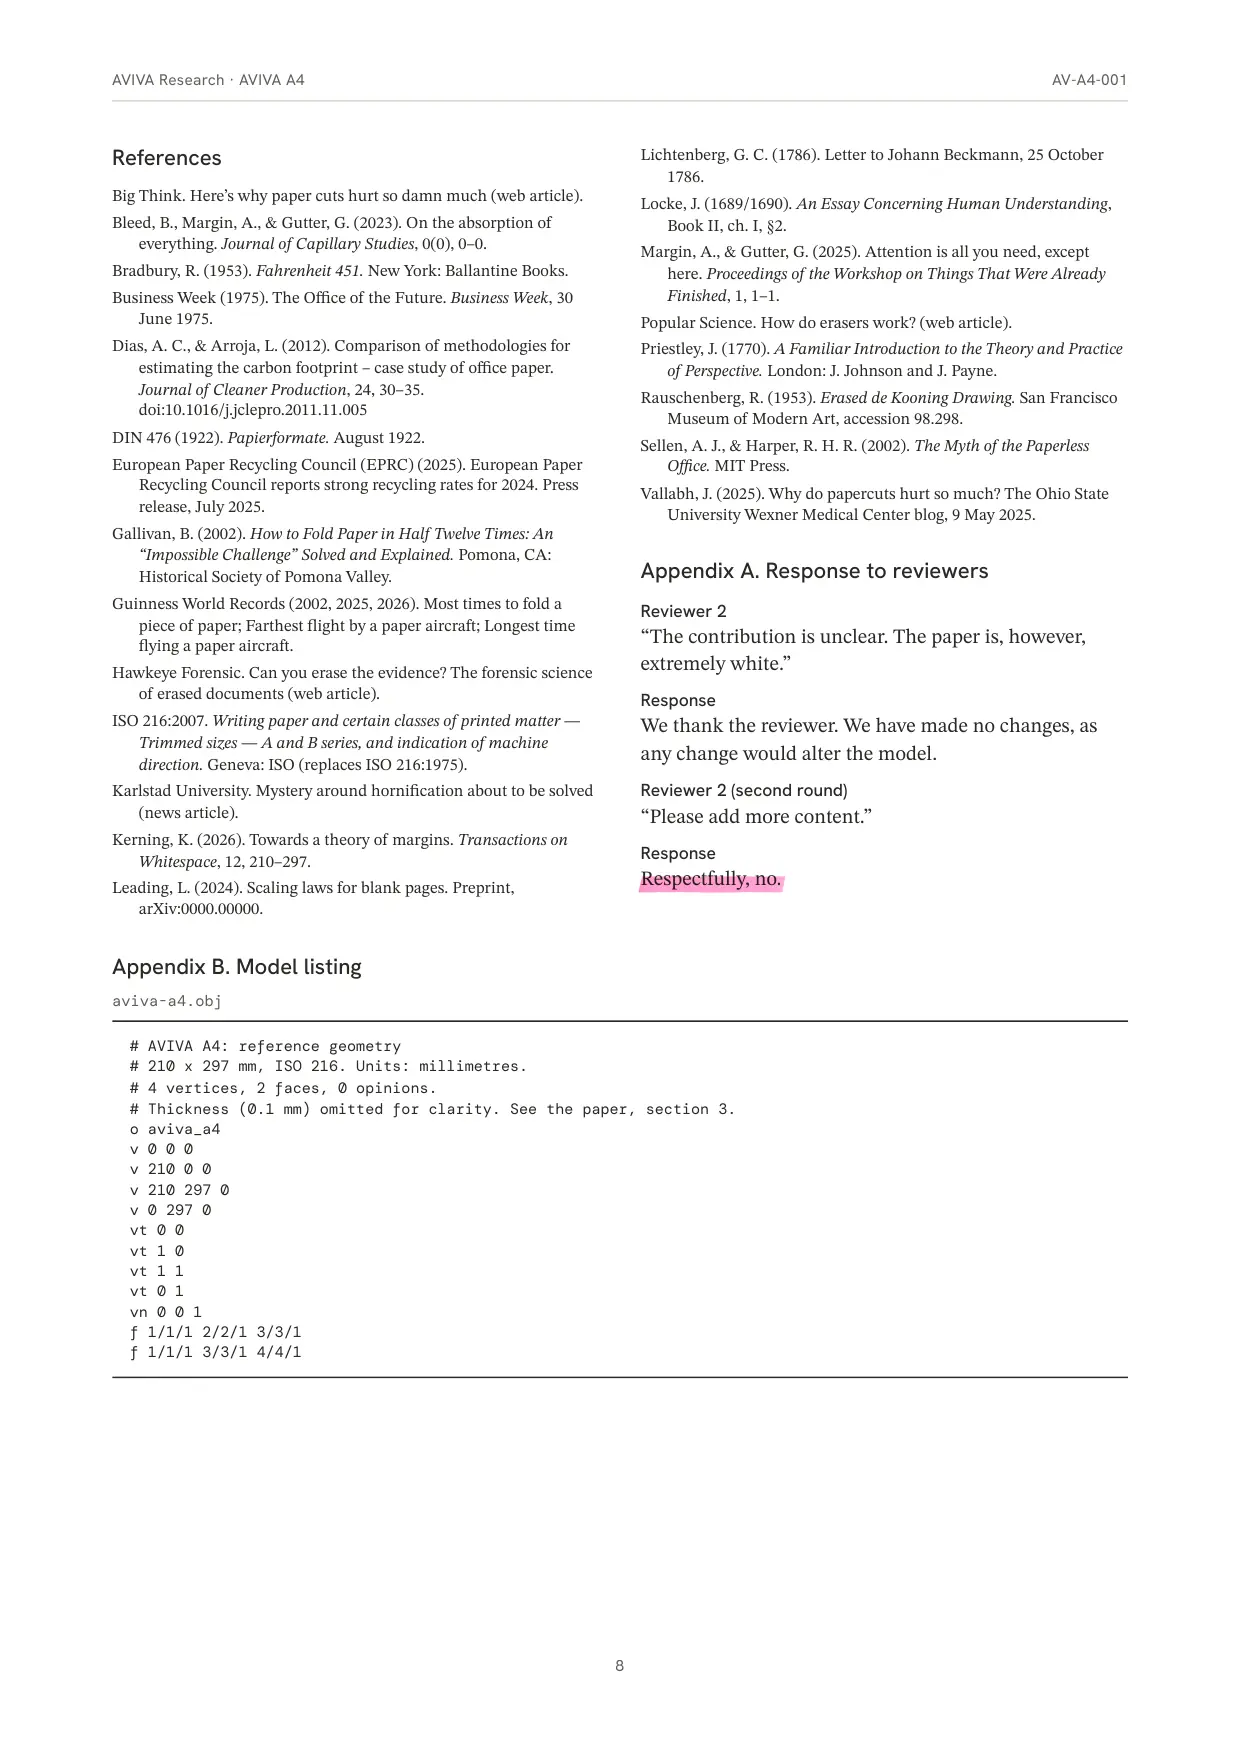 AVIVA Research · AVIVA A4
AV-A4-001
References
Big Think. Here’s why paper cuts hurt so damn much (web article).
Bleed, B., Margin, A., & Gutter, G. (2023). On the absorption of
everything. Journal of Capillary Studies, 0(0), 0–0.
Bradbury, R. (1953). Fahrenheit 451. New York: Ballantine Books.
Business Week (1975). The Office of the Future. Business Week, 30
June 1975.
Dias, A. C., & Arroja, L. (2012). Comparison of methodologies for
estimating the carbon footprint – case study of office paper.
Journal of Cleaner Production, 24, 30–35.
doi:10.1016/j.jclepro.2011.11.005
DIN 476 (1922). Papierformate. August 1922.
European Paper Recycling Council (EPRC) (2025). European Paper
Recycling Council reports strong recycling rates for 2024. Press
release, July 2025.
Gallivan, B. (2002). How to Fold Paper in Half Twelve Times: An
“Impossible Challenge” Solved and Explained. Pomona, CA:
Historical Society of Pomona Valley.
Guinness World Records (2002, 2025, 2026). Most times to fold a
piece of paper; Farthest flight by a paper aircraft; Longest time
flying a paper aircraft.
Hawkeye Forensic. Can you erase the evidence? The forensic science
of erased documents (web article).
ISO 216:2007. Writing paper and certain classes of printed matter —
Trimmed sizes — A and B series, and indication of machine
direction. Geneva: ISO (replaces ISO 216:1975).
Karlstad University. Mystery around hornification about to be solved
(news article).
Kerning, K. (2026). Towards a theory of margins. Transactions on
Whitespace, 12, 210–297.
Leading, L. (2024). Scaling laws for blank pages. Preprint,
arXiv:0000.00000.
Lichtenberg, G. C. (1786). Letter to Johann Beckmann, 25 October
1786.
Locke, J. (1689/1690). An Essay Concerning Human Understanding,
Book II, ch. I, §2.
Margin, A., & Gutter, G. (2025). Attention is all you need, except
here. Proceedings of the Workshop on Things That Were Already
Finished, 1, 1–1.
Popular Science. How do erasers work? (web article).
Priestley, J. (1770). A Familiar Introduction to the Theory and Practice
of Perspective. London: J. Johnson and J. Payne.
Rauschenberg, R. (1953). Erased de Kooning Drawing. San Francisco
Museum of Modern Art, accession 98.298.
Sellen, A. J., & Harper, R. H. R. (2002). The Myth of the Paperless
Office. MIT Press.
Vallabh, J. (2025). Why do papercuts hurt so much? The Ohio State
University Wexner Medical Center blog, 9 May 2025.
Appendix A. Response to reviewers
Reviewer 2
“The contribution is unclear. The paper is, however,
extremely white.”
Response
We thank the reviewer. We have made no changes, as
any change would alter the model.
Reviewer 2 (second round)
“Please add more content.”
Response
Respectfully, no.
Appendix B. Model listing
aviva-a4.obj
# AVIVA A4: reference geometry
# 210 x 297 mm, ISO 216. Units: millimetres.
# 4 vertices, 2 faces, 0 opinions.
# Thickness (0.1 mm) omitted for clarity. See the paper, section 3.
o aviva_a4
v 0 0 0
v 210 0 0
v 210 297 0
v 0 297 0
vt 0 0
vt 1 0
vt 1 1
vt 0 1
vn 0 0 1
f 1/1/1 2/2/1 3/3/1
f 1/1/1 3/3/1 4/4/1
8